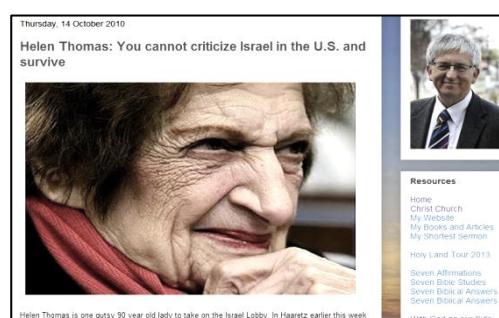 Thursday, 14 October 2010
Helen Thomas: You cannot criticize Israel in the U.S. and
survive
Helen Thomas is one gutsy 90 year old lady to take on the Israel Lobby. In Haaretz earlier this week
Resources
Home
Christ Church
My Website
My Books and Articles
My Shortest Sermon
Holy Land Tour 2013
Seven Affirmations
Seven Bible Studies
Seven Biblical Answers
Seven Biblical Answers